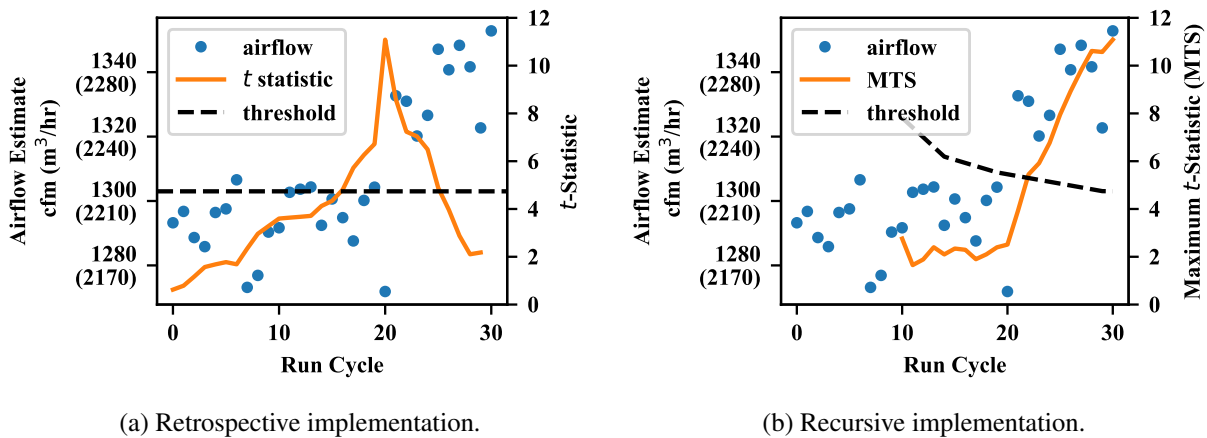 airflow
t statistic
threshold
1340
(2280)
1320
(2240)
1300
(2210)
1280
(2170)
Airflow Estimate
cfm (m³/hr)
12
10
8
6
4
2
0
t-Statistic
0 10 20 30
Run Cycle
(a) Retrospective implementation.
airflow
MTS
threshold
1340
(2280)
1320
(2240)
1300
(2210)
1280
(2170)
Airflow Estimate
cfm (m³/hr)
12
10
8
6
4
2
0
Maximum t-Statistic (MTS)
0 10 20 30
Run Cycle
(b) Recursive implementation.